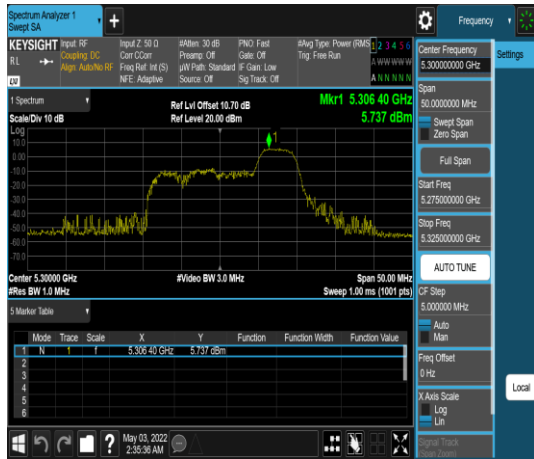 Spectrum Analyzer 1
Swept SA
+
Frequency
KEYSIGHT Input: RF Input Z: 50 Ω #Atten: 30 dB PNO: Fast #Avg Type: Power (RMS 1 2 3 4 5 6
RL Coupling: DC Corr CCorr Preamp: Off Gate: Off Trig: Free Run A WWWWW
Align: Auto/No RF Freq Ref: Int (S) µW Path: Standard IF Gain: Low
LXI NFE: Adaptive Source: Off Sig Track: Off A N N N N N
Center Frequency
5.300000000 GHz
Settings
Span
50.0000000 MHz
Swept Span
Zero Span
Full Span
Start Freq
5.275000000 GHz
Stop Freq
5.325000000 GHz
AUTO TUNE
CF Step
5.000000 MHz
Auto
Man
Freq Offset
0 Hz
X Axis Scale
Log
Lin
Signal Track
(Span Zoom)
Local
1 Spectrum
Scale/Div 10 dB
Ref Lvl Offset 10.70 dB
Ref Level 20.00 dBm
Mkr1 5.306 40 GHz
5.737 dBm
Log
10.0
0.00
-10.0
-20.0
-30.0
-40.0
-50.0
-60.0
-70.0
1
Center 5.30000 GHz #Video BW 3.0 MHz Span 50.00 MHz
#Res BW 1.0 MHz Sweep 1.00 ms (1001 pts)
5 Marker Table
Mode Trace Scale X Y Function Function Width Function Value
1 N 1 f 5.306 40 GHz 5.737 dBm
2
3
4
5
6
?
May 03, 2022
2:35:36 AM